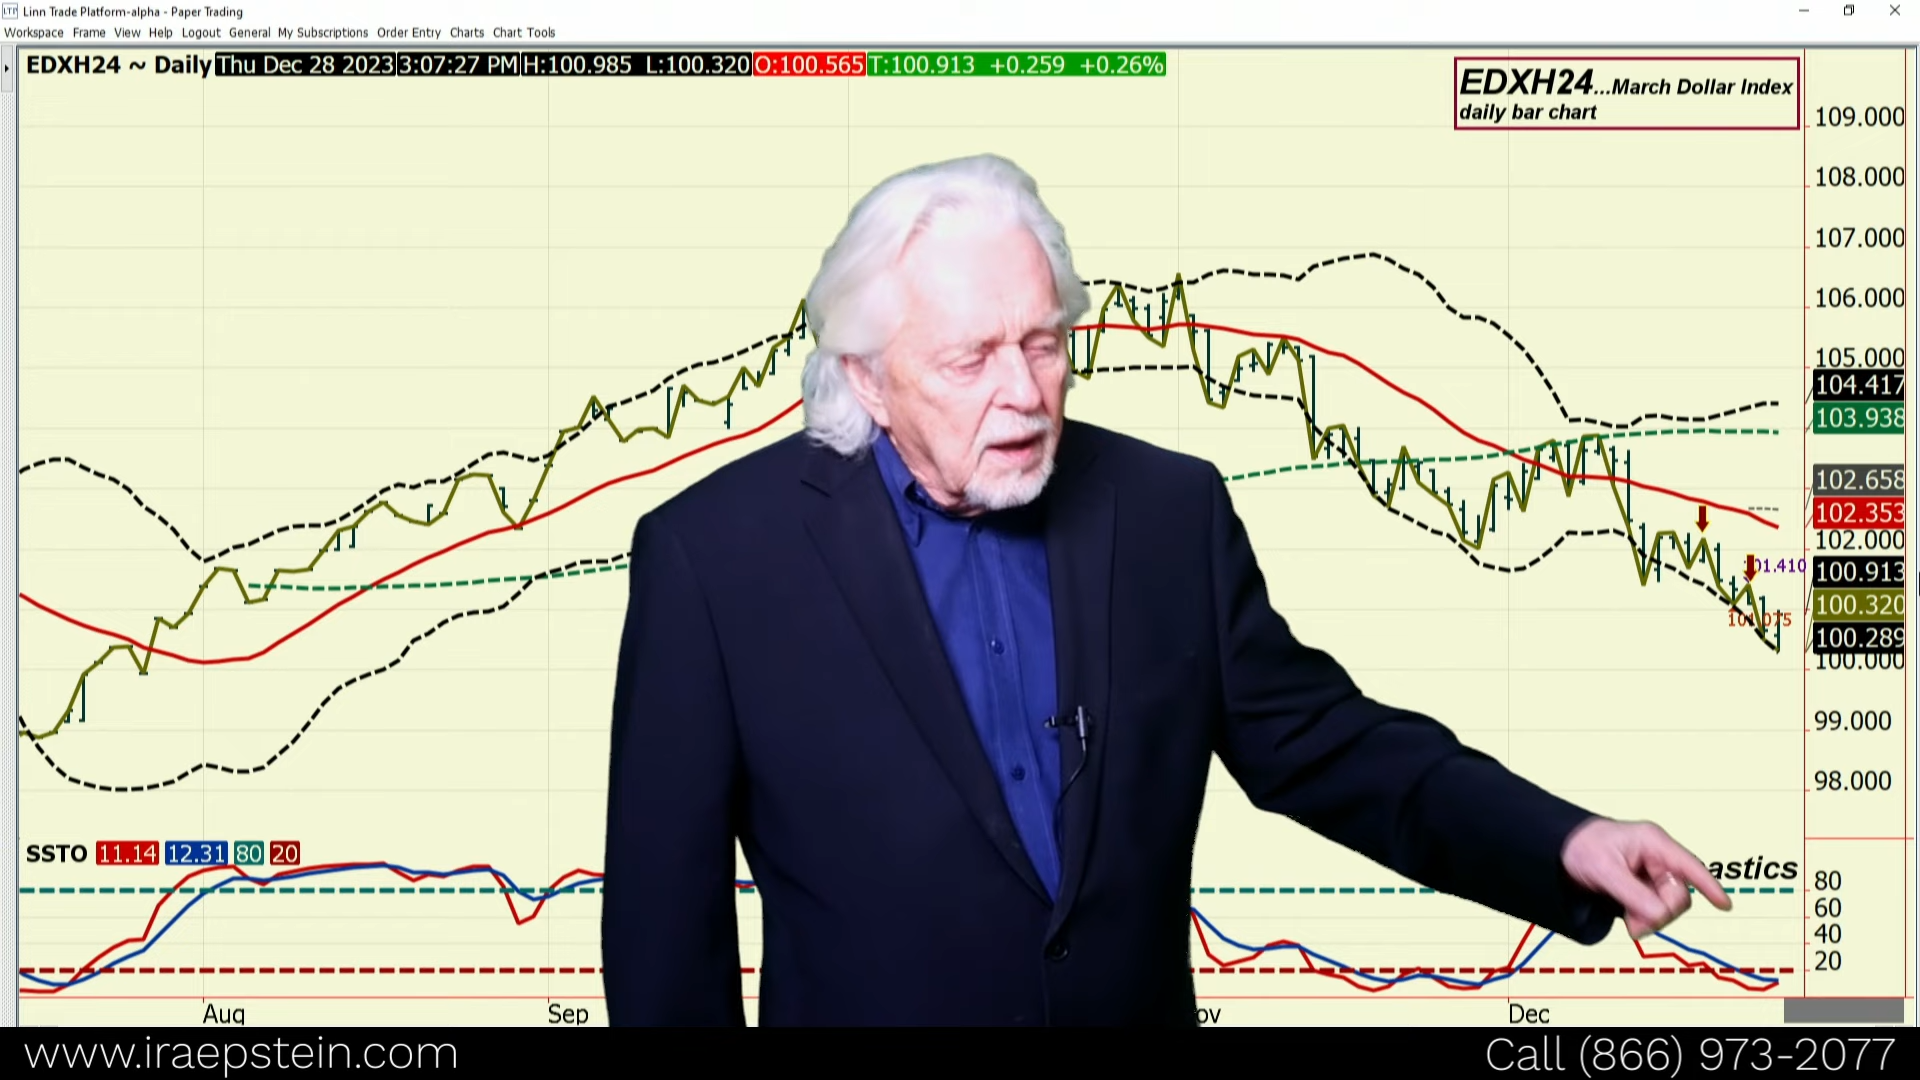 Linn Trade Platform-alpha - Paper Trading
Workspace Frame View Help Logout General My Subscriptions Order Entry Charts Chart Tools
EDXH24 ~ Daily Thu Dec 28 2023 3:07:27 PM H:100.985 L:100.320 O:100.565 T:100.913 +0.259 +0.26%
EDXH24...March Dollar Index
daily bar chart
109.000
108.000
107.000
106.000
105.000
104.417
103.938
102.658
102.353
102.000
01.410
100.913
100.320
100.289
100.000
99.000
98.000
SSTO 11.14 12.31 80 20
astics
80
60
40
20
Aug Sep ov Dec
www.iraepstein.com
Call (866) 973-2077